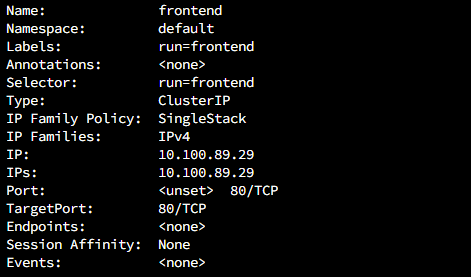 Name:              frontend
Namespace:         default
Labels:            run=frontend
Annotations:       <none>
Selector:          run=frontend
Type:              ClusterIP
IP Family Policy:  SingleStack
IP Families:       IPv4
IP:                10.100.89.29
IPs:               10.100.89.29
Port:              <unset>  80/TCP
TargetPort:        80/TCP
Endpoints:         <none>
Session Affinity:  None
Events:            <none>